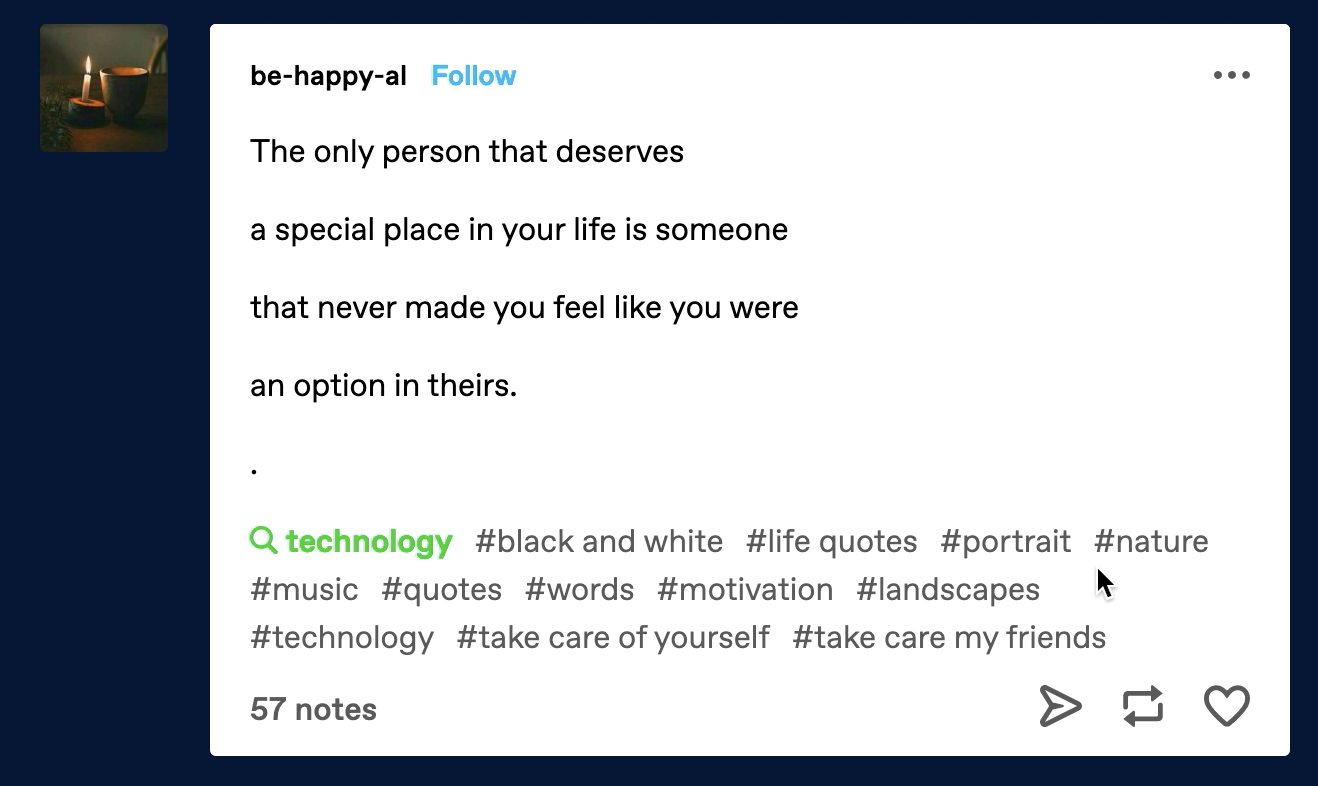 be-happy-al Follow
The only person that deserves
a special place in your life is someone
that never made you feel like you were
an option in theirs.
.
technology #black and white #life quotes #portrait #nature
#music #quotes #words #motivation #landscapes
#technology #take care of yourself #take care my friends
57 notes